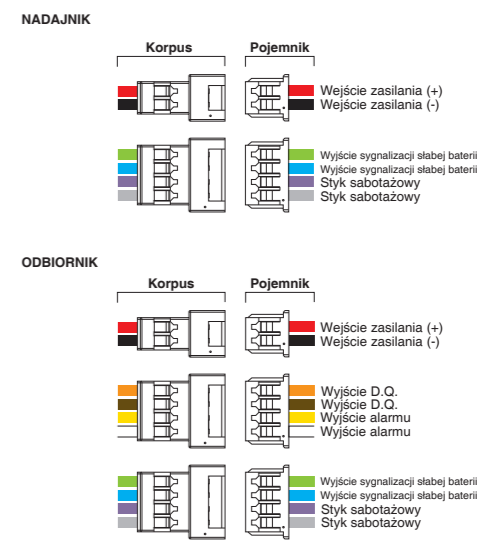 NADAJNIK
Korpus Pojemnik
Wejście zasilania (+)
Wejście zasilania (-)
Wyjście sygnalizacji słabej baterii
Wyjście sygnalizacji słabej baterii
Styk sabotażowy
Styk sabotażowy
ODBIORNIK
Korpus Pojemnik
Wejście zasilania (+)
Wejście zasilania (-)
Wyjście D.Q.
Wyjście D.Q.
Wyjście alarmu
Wyjście alarmu
Wyjście sygnalizacji słabej baterii
Wyjście sygnalizacji słabej baterii
Styk sabotażowy
Styk sabotażowy